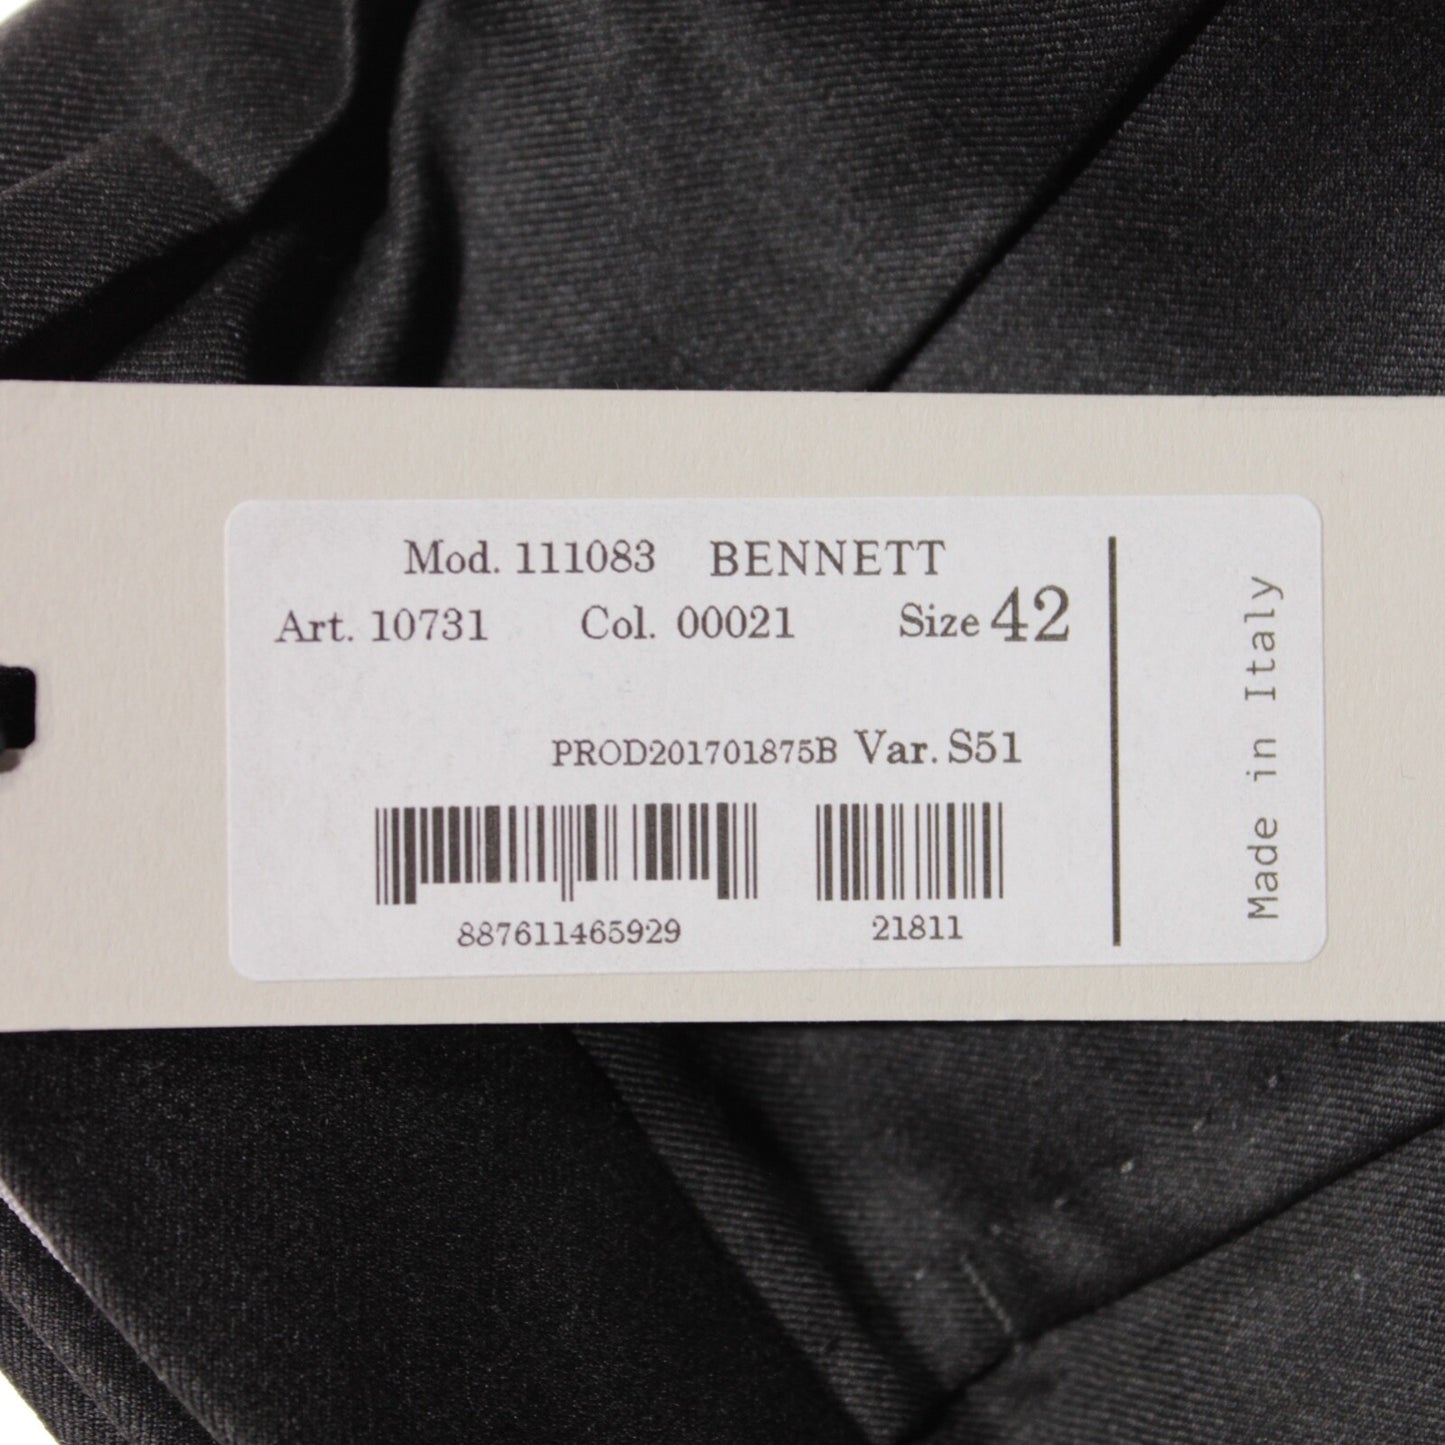 Mod. 111083 BENNETT
Art. 10731 Col. 00021 Size 42
PROD201701875B Var. S51
887611465929 21811
Made in Italy